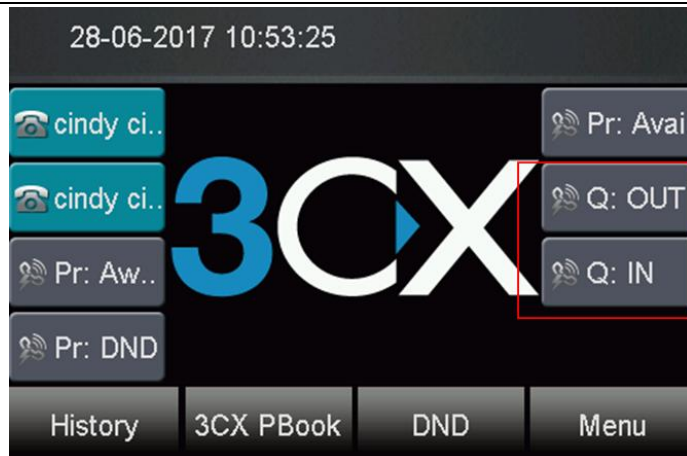 28-06-2017 10:53:25
cindy ci..
cindy ci..
Pr: Aw..
Pr: DND
3CX
Pr: Avai
Q: OUT
Q: IN
History
3CX PBook
DND
Menu